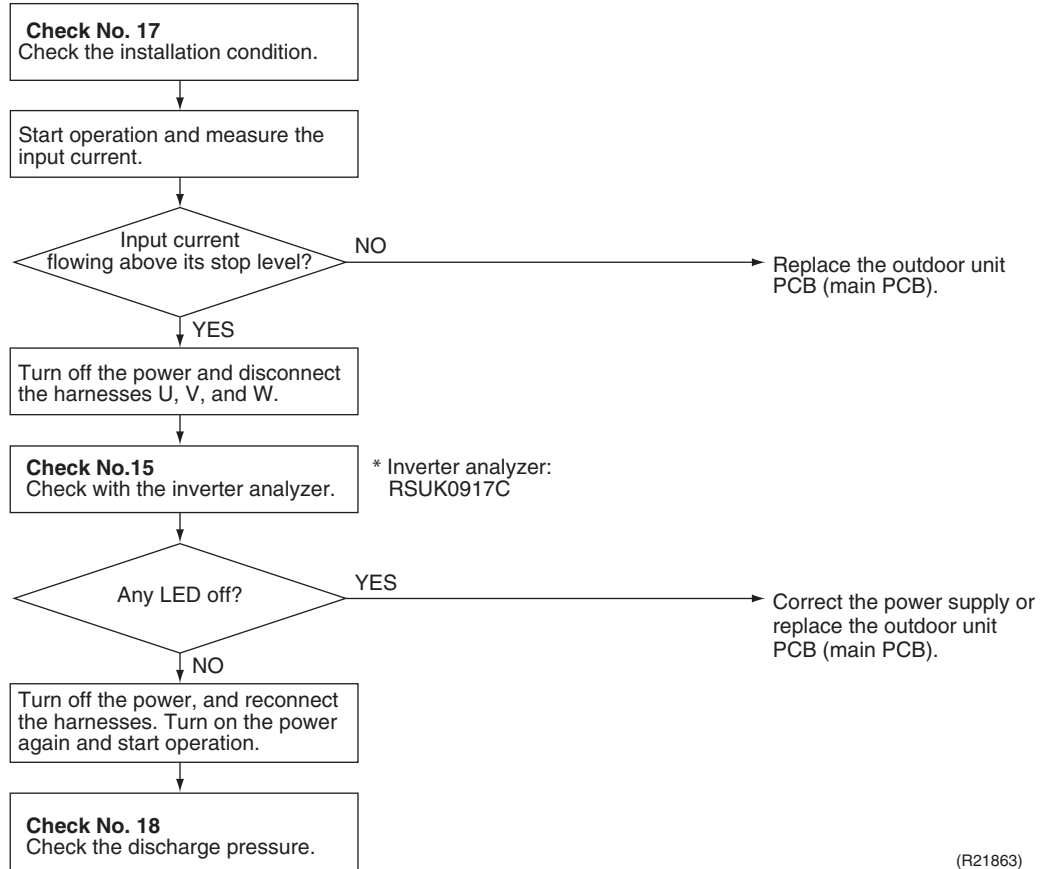 Check No. 17
Check the installation condition.
Start operation and measure the
input current.
Input current
flowing above its stop level?
NO
Replace the outdoor unit
PCB (main PCB).
YES
Turn off the power and disconnect
the harnesses U, V, and W.
Check No.15
Check with the inverter analyzer.
* Inverter analyzer:
RSUK0917C
Any LED off?
YES
Correct the power supply or
replace the outdoor unit
PCB (main PCB).
NO
Turn off the power, and reconnect
the harnesses. Turn on the power
again and start operation.
Check No. 18
Check the discharge pressure.
(R21863)